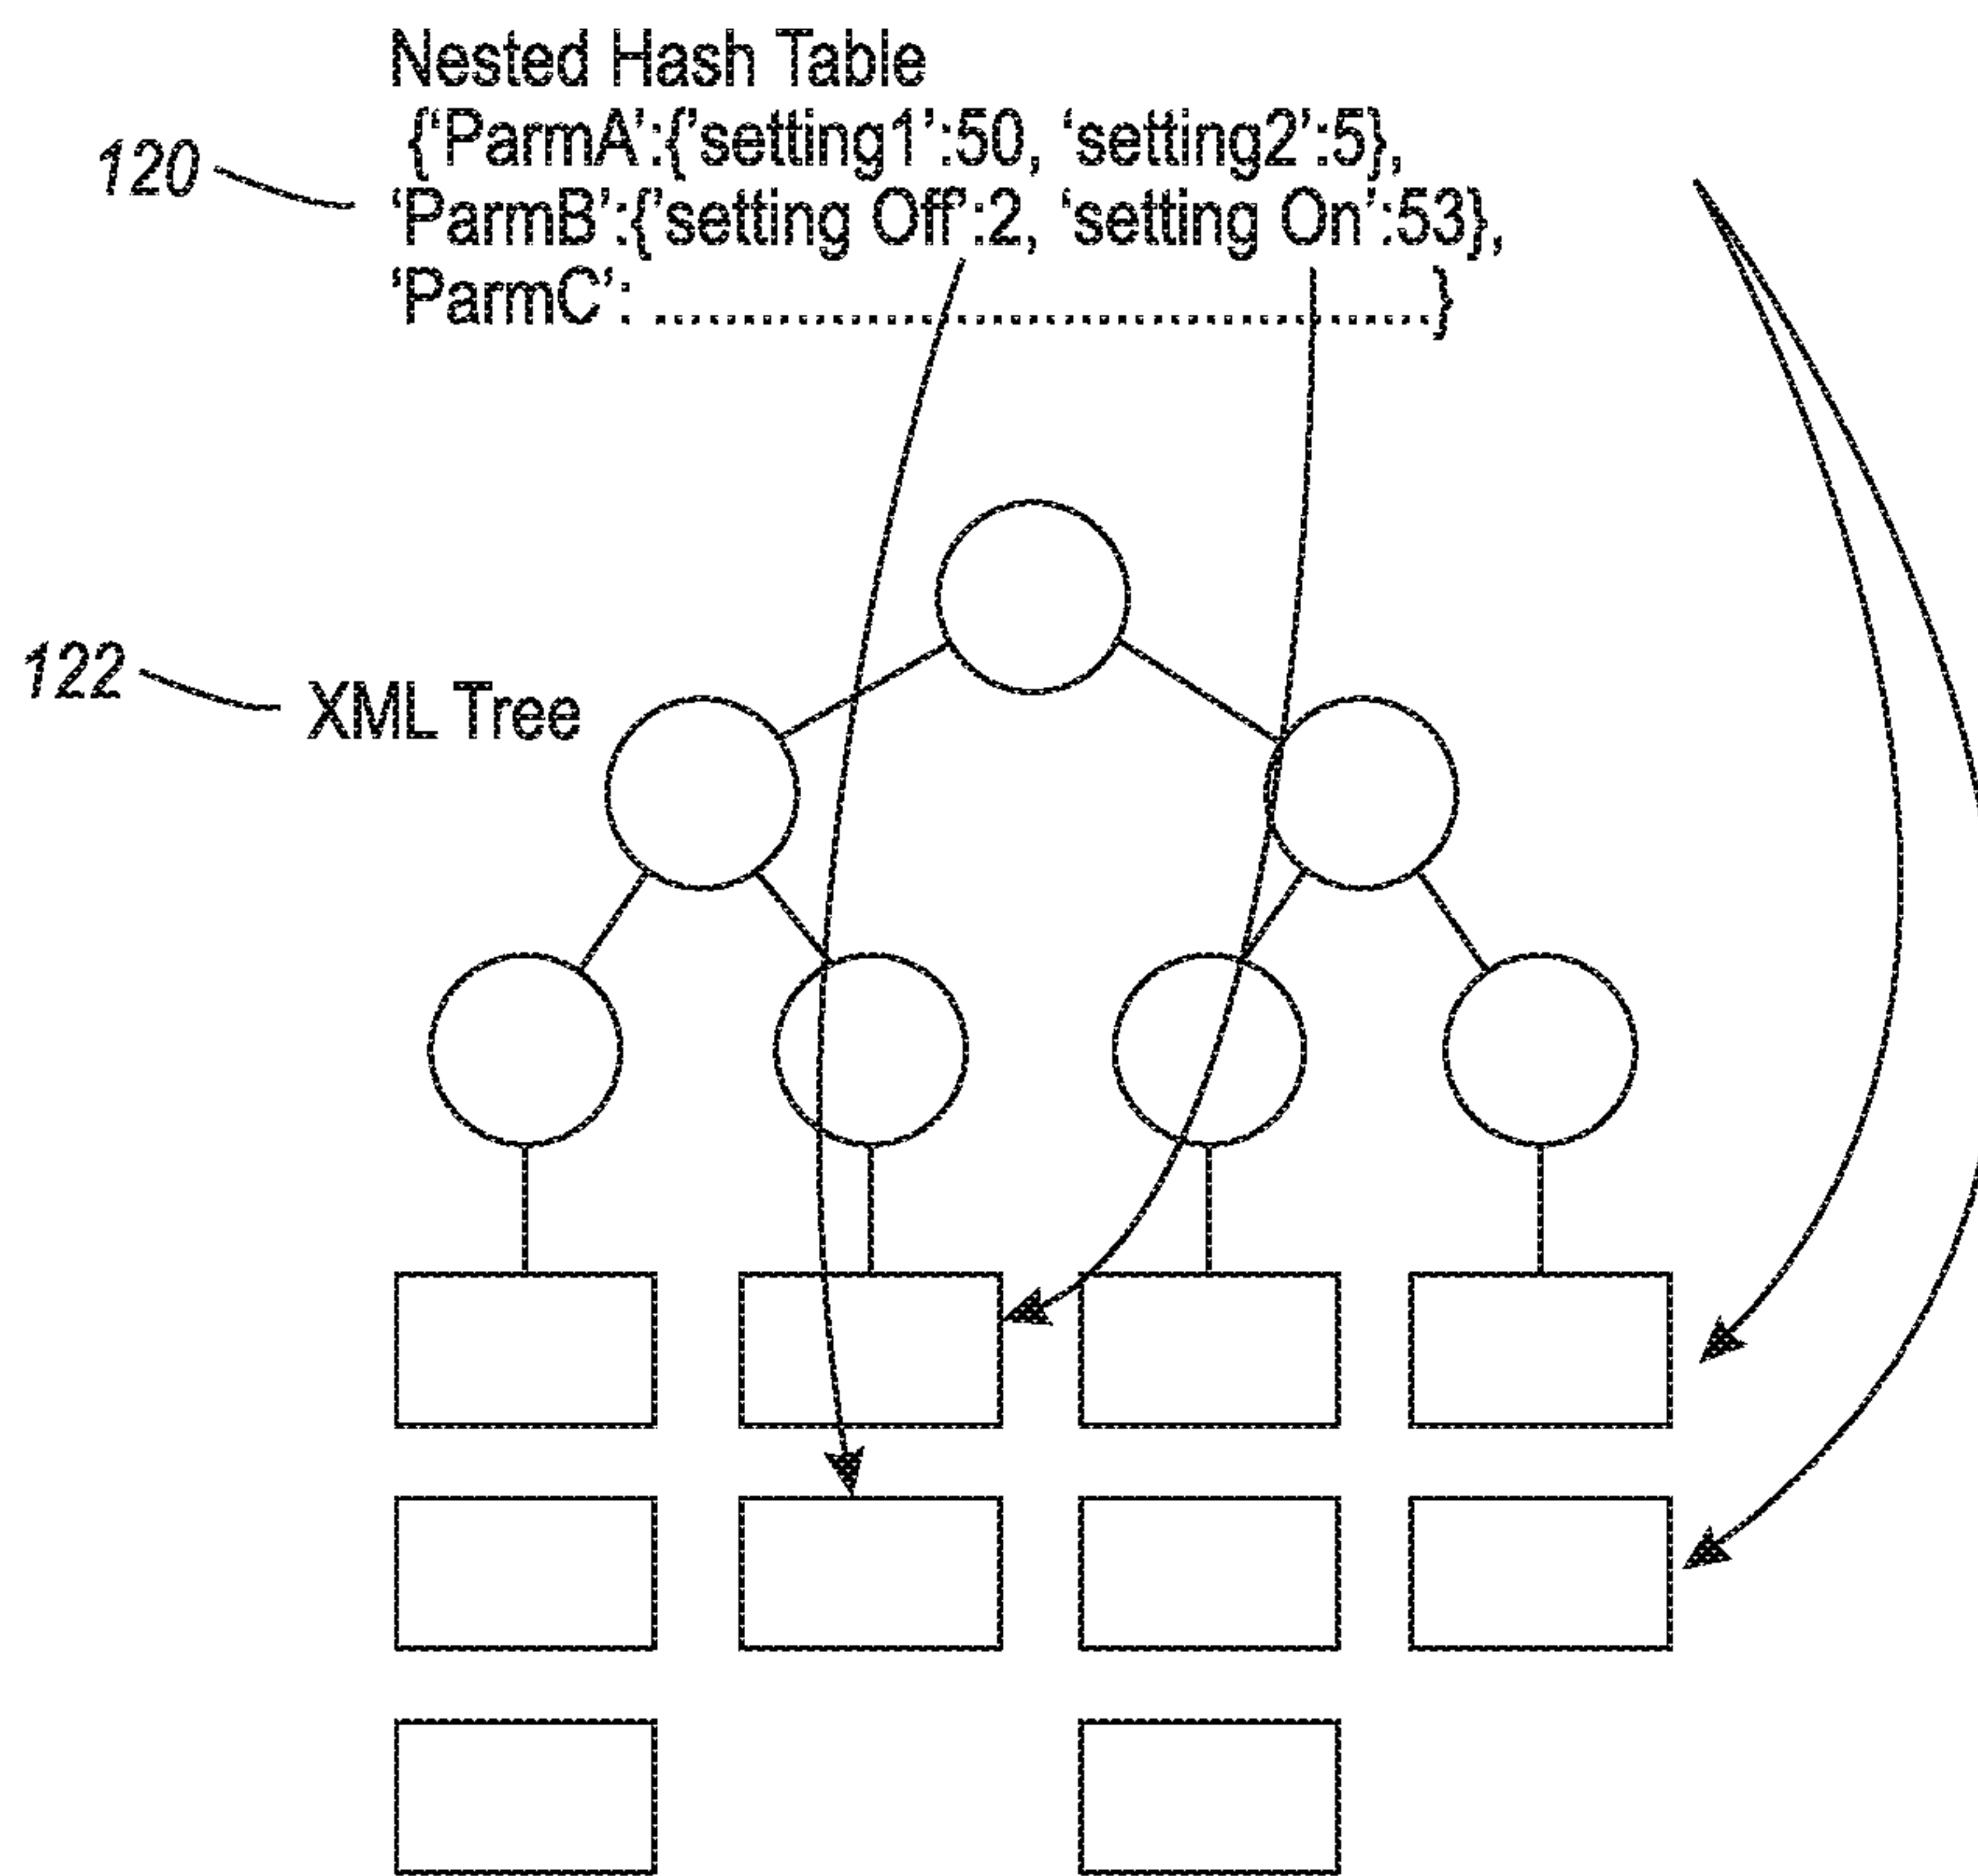 Nested Hash Table
{‘ParmA’:{’setting1’:50, ‘setting2’:5},
120
‘ParmB’:{’setting Off’:2, ‘setting On’:53},
‘ParmC’: ............................................}
122
XML Tree